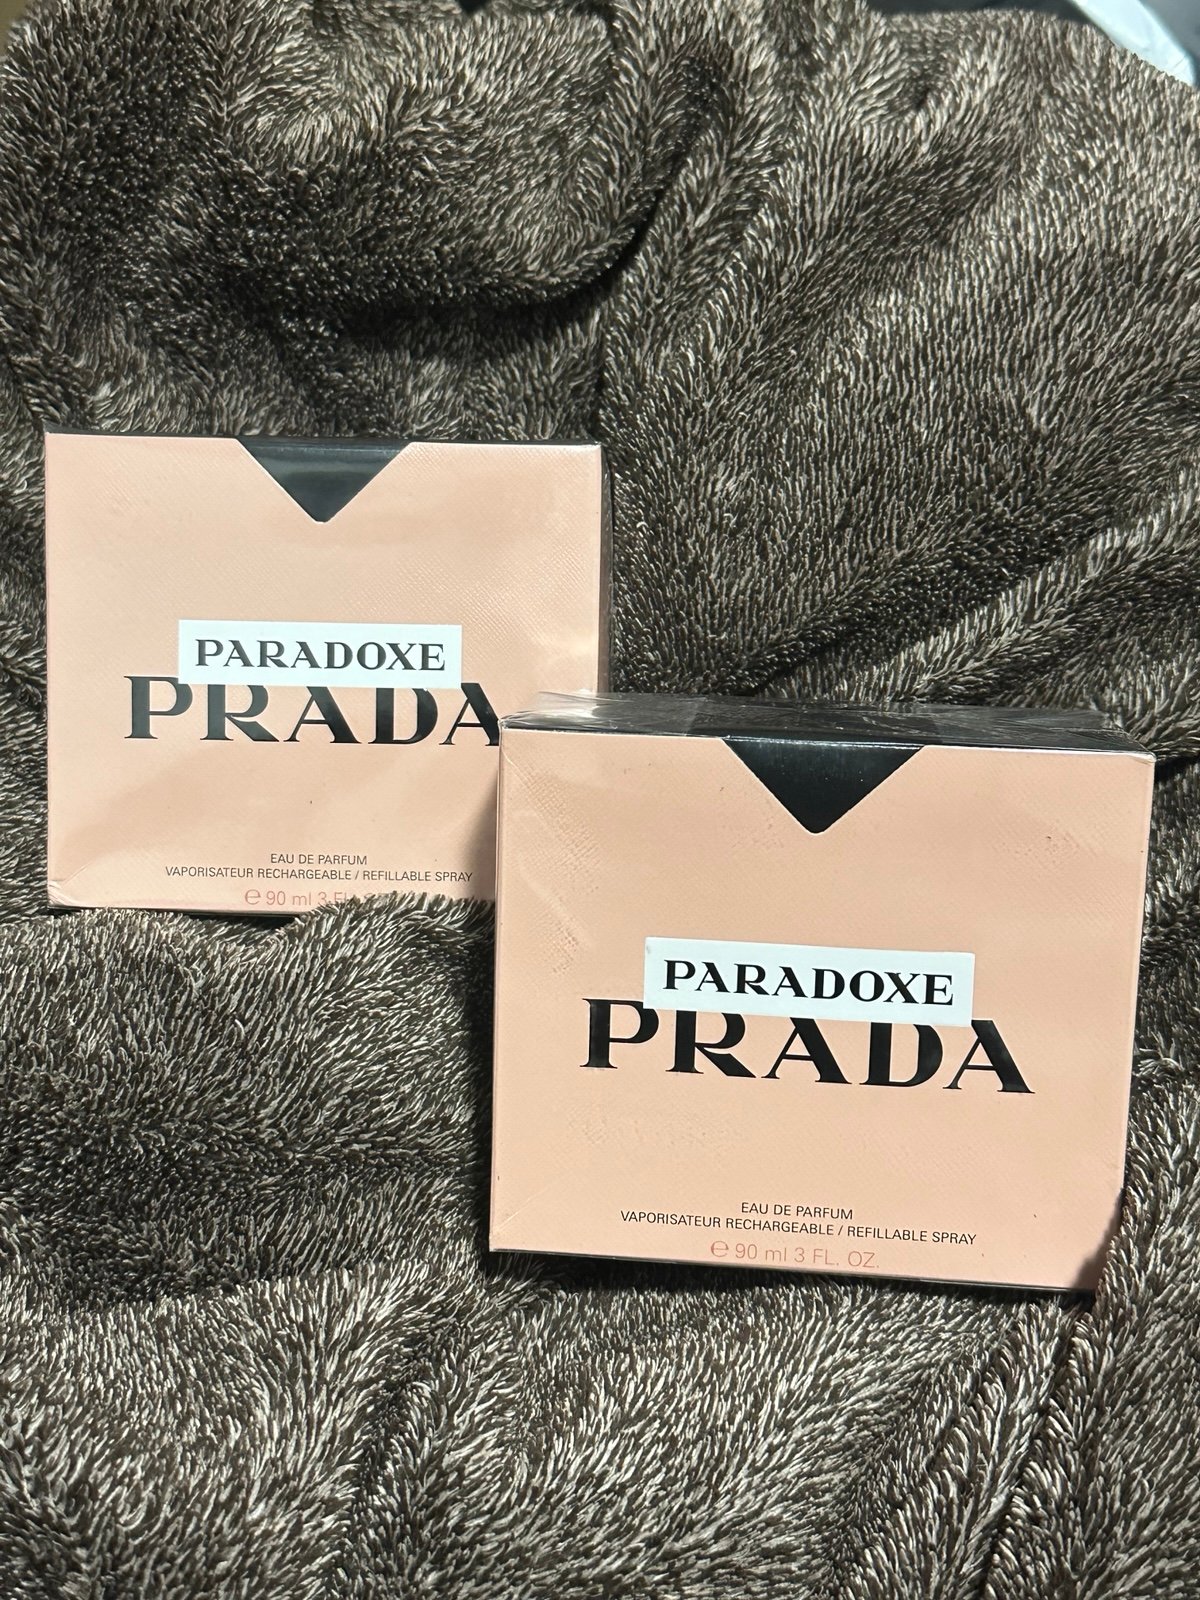 PARADOXE
PRADA
EAU DE PARFUM
VAPORISATEUR RECHARGEABLE / REFILLABLE SPRAY
℮ 90 ml 3 FL.
PARADOXE
PRADA
EAU DE PARFUM
VAPORISATEUR RECHARGEABLE / REFILLABLE SPRAY
℮ 90 ml 3 FL. OZ.